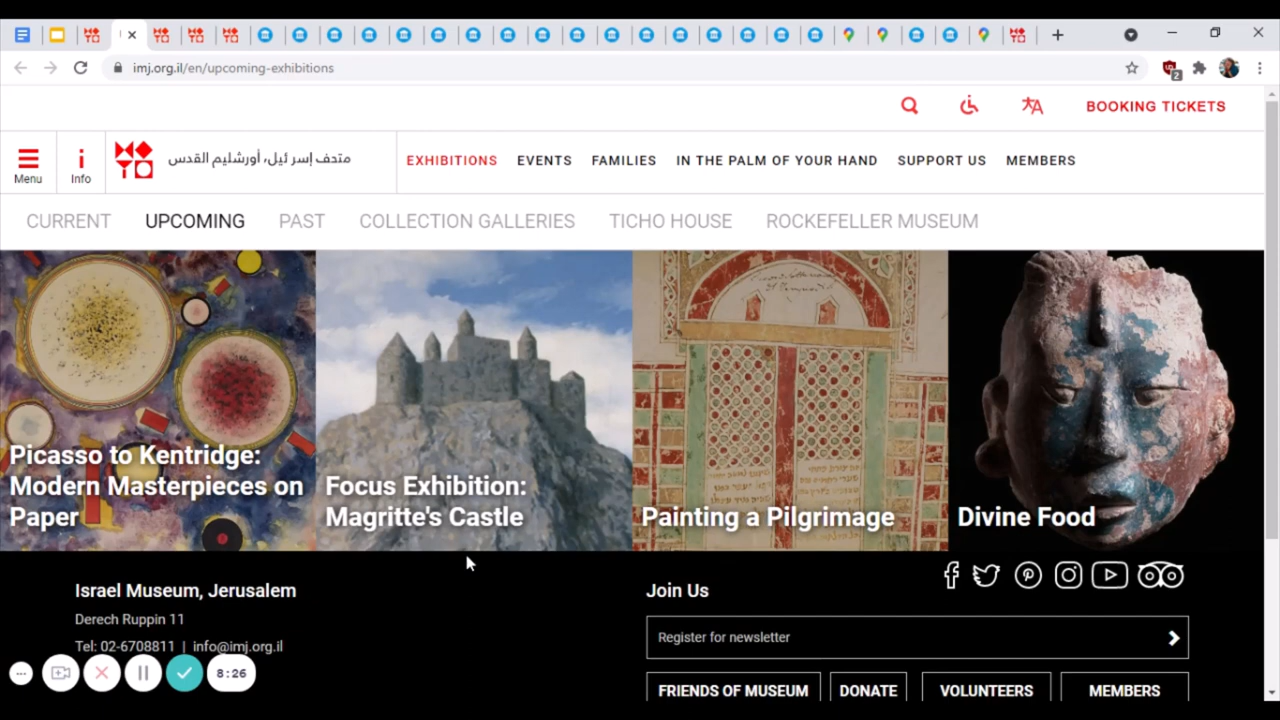 imj.org.il/en/upcoming-exhibitions
2
BOOKING TICKETS
Menu
Info
متحف إسر ئيل، أورشليم القدس
EXHIBITIONS EVENTS FAMILIES IN THE PALM OF YOUR HAND SUPPORT US MEMBERS
CURRENT UPCOMING PAST COLLECTION GALLERIES TICHO HOUSE ROCKEFELLER MUSEUM
Picasso to Kentridge:
Modern Masterpieces on
Paper
Focus Exhibition:
Magritte's Castle
Painting a Pilgrimage
Divine Food
Israel Museum, Jerusalem
Derech Ruppin 11
Tel: 02-6708811 | info@imj.org.il
Join Us
Register for newsletter
FRIENDS OF MUSEUM DONATE VOLUNTEERS MEMBERS
8:26